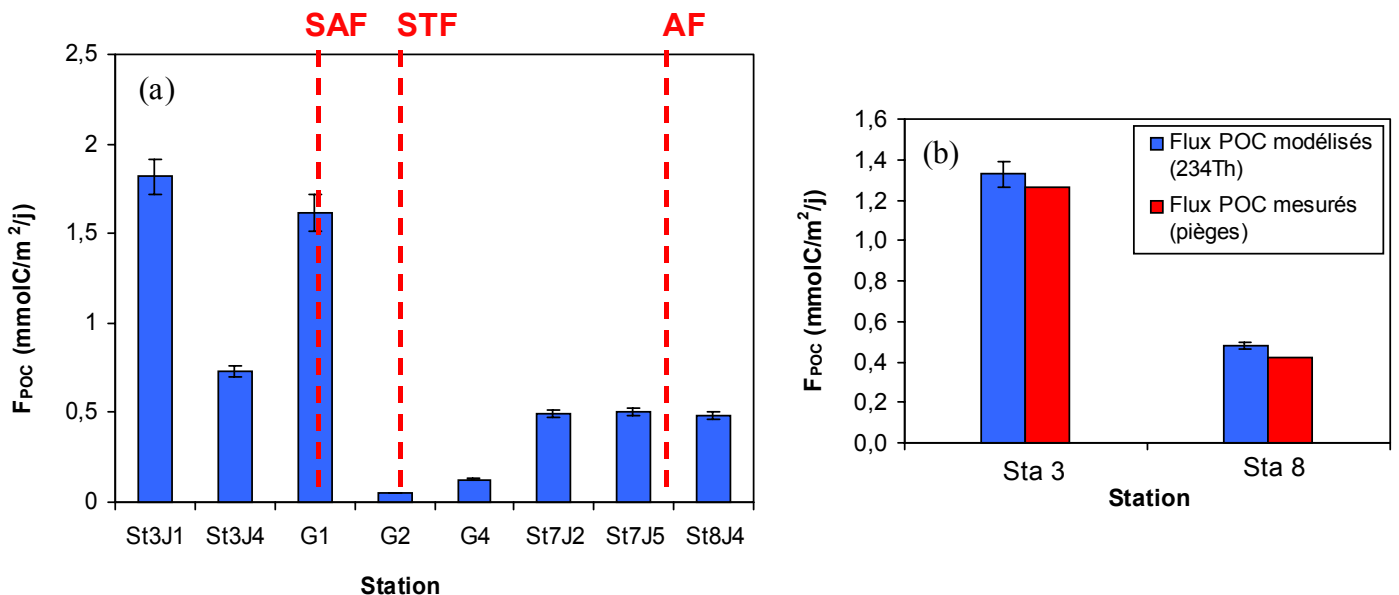 SAF STF AF
(a)
2,5
2
1,5
1
0,5
0
FPOC (mmolC/m²/j)
St3J1 St3J4 G1 G2 G4 St7J2 St7J5 St8J4
Station
(b)
1,6
1,4
1,2
1,0
0,8
0,6
0,4
0,2
0,0
FPOC (mmolC/m²/j)
Flux POC modélisés
(234Th)
Flux POC mesurés
(pièges)
Sta 3 Sta 8
Station